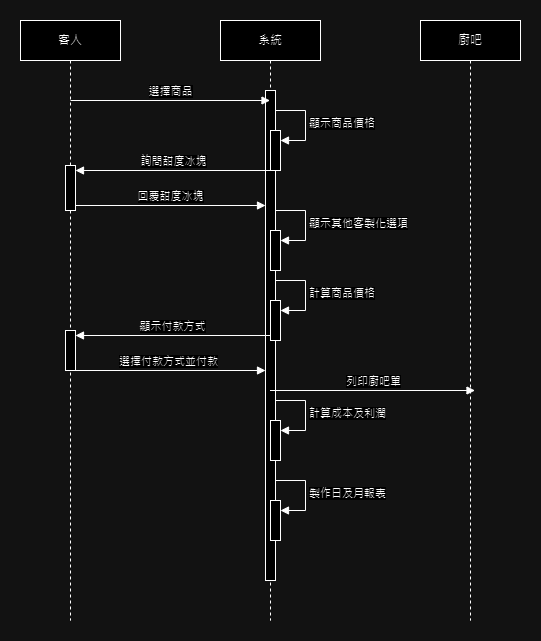 客人
系統
廚吧
選擇商品
顯示商品價格
詢問甜度冰塊
回覆甜度冰塊
顯示其他客製化選項
計算商品價格
顯示付款方式
選擇付款方式並付款
列印廚吧單
計算成本及利潤
製作日及月報表